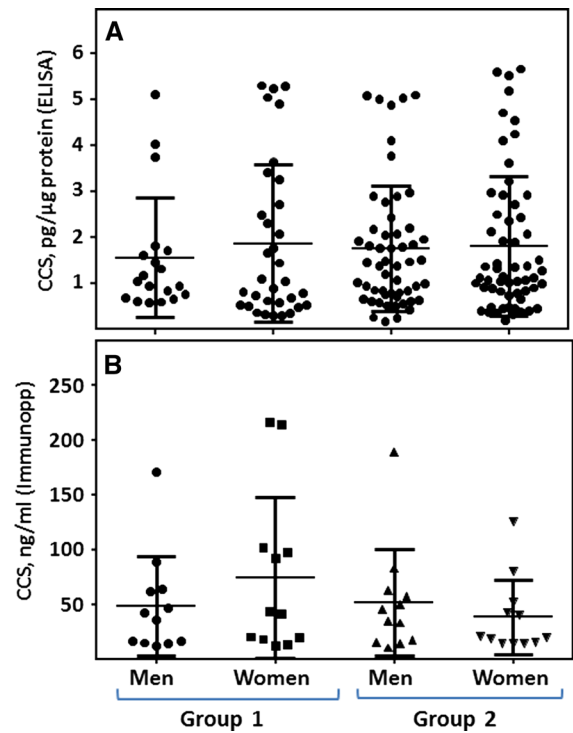 A
CCS, pg/µg protein (ELISA)
6
5
4
3
2
1
B
CCS, ng/ml (Immunopp)
250
200
150
100
50
Men Women Men Women
Group 1 Group 2